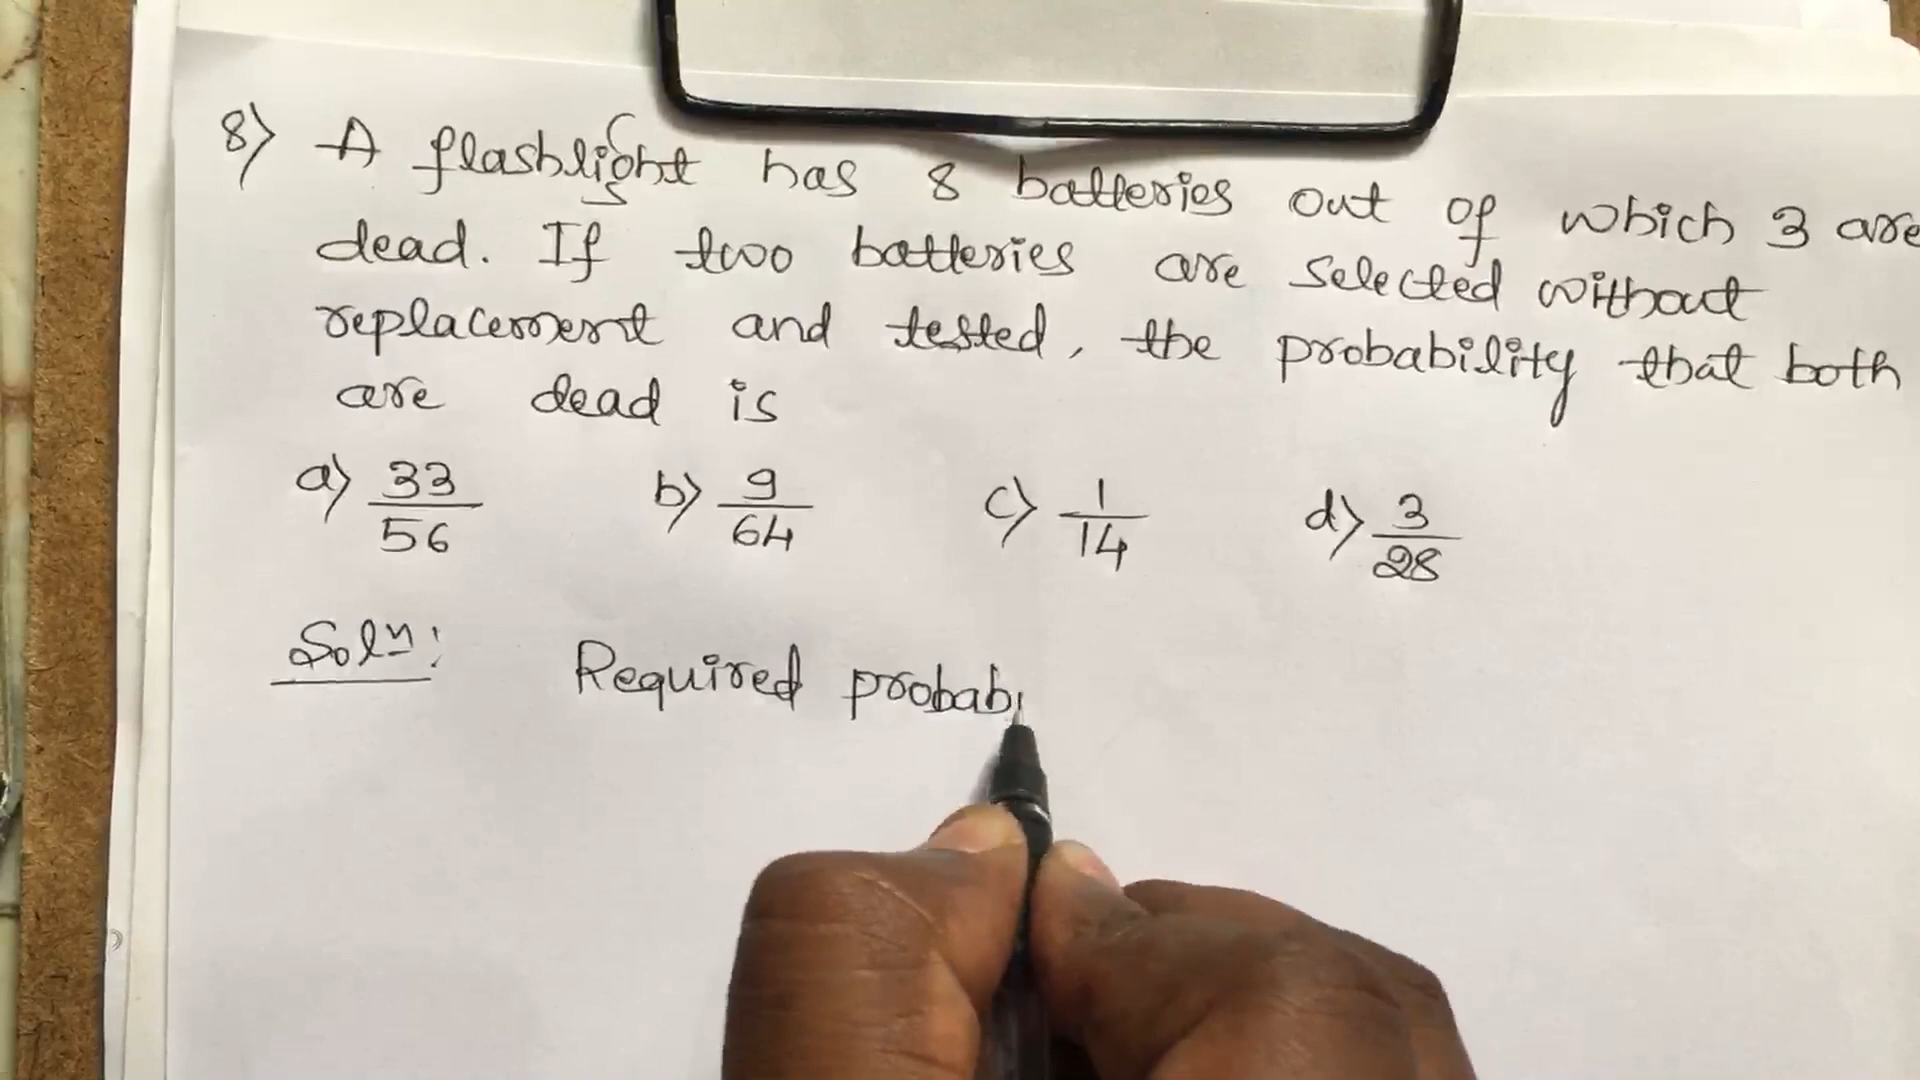 8) A flashlight has 8 batteries out of which 3 are
dead. If two batteries are selected without
replacement and tested, the probability that both
are dead is
a) 33/56 b) 9/64 c) 1/14 d) 3/28
Soln: Required probabi